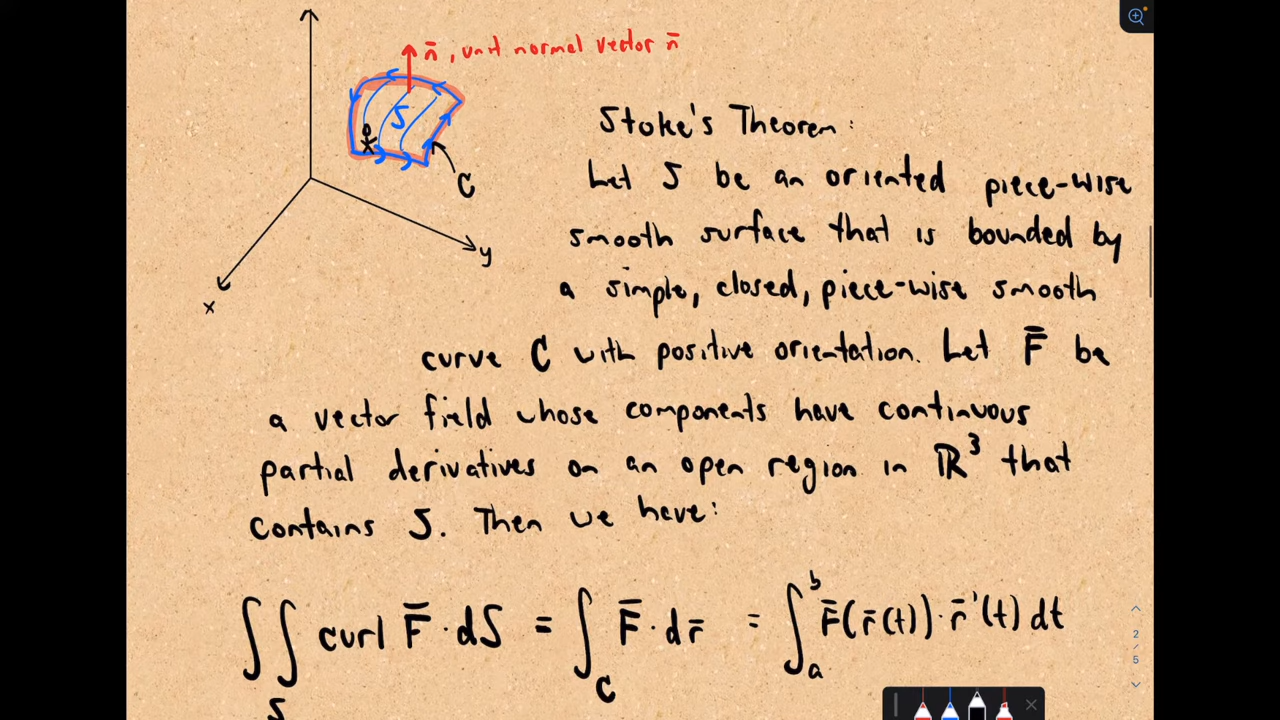 n̄, unit normal vector n̄
S
C
y
x
Stoke's Theorem:
Let S be an oriented piece-wise
smooth surface that is bounded by
a simple, closed, piece-wise smooth
curve C with positive orientation. Let F̄ be
a vector field whose components have continuous
partial derivatives on an open region in ℝ³ that
contains S. Then we have:
∬_S curl F̄ · dS = ∫_C F̄ · dr̄ = ∫_a^b F̄(r̄(t)) · r̄'(t) dt
2
/
5